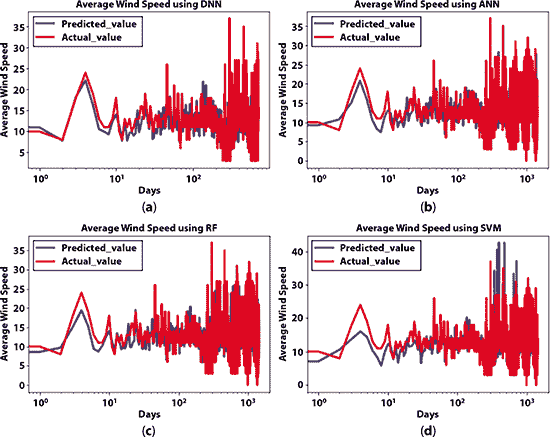 Average Wind Speed using DNN
Predicted_value
Actual_value
Average Wind Speed
35
30
25
20
15
10
5
10⁰
10¹
10²
Days
(a)
Average Wind Speed using ANN
Predicted_value
Actual_value
Average Wind Speed
35
30
25
20
15
10
5
0
10⁰
10¹
10²
10³
Days
(b)
Average Wind Speed using RF
Predicted_value
Actual_value
Average Wind Speed
35
30
25
20
15
10
5
0
10⁰
10¹
10²
10³
Days
(c)
Average Wind Speed using SVM
Predicted_value
Actual_value
Average Wind Speed
40
30
20
10
0
10⁰
10¹
10²
10³
Days
(d)